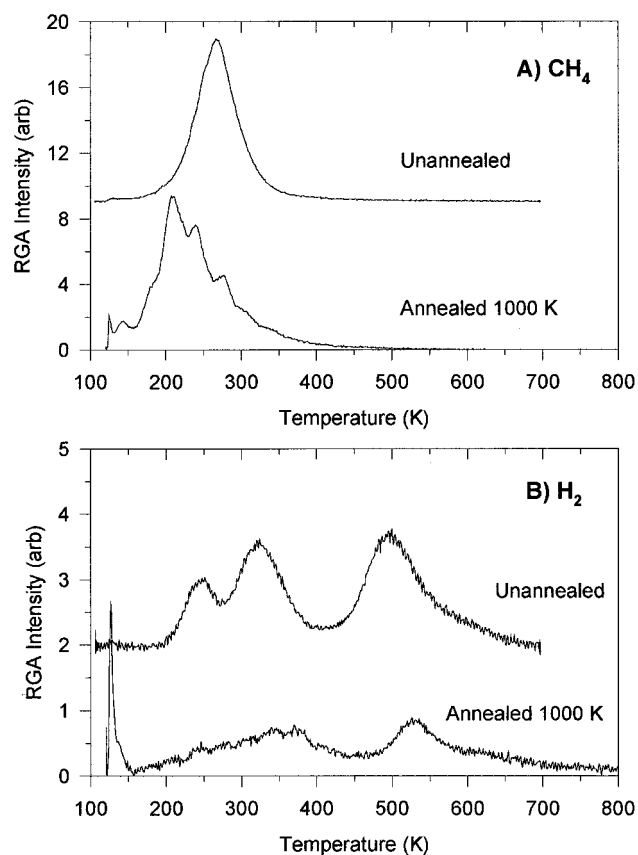 20
16
12
8
4
0
RGA Intensity (arb)
A) CH4
Unannealed
Annealed 1000 K
100 200 300 400 500 600 700 800
Temperature (K)
5
4
3
2
1
0
RGA Intensity (arb)
B) H2
Unannealed
Annealed 1000 K
100 200 300 400 500 600 700 800
Temperature (K)